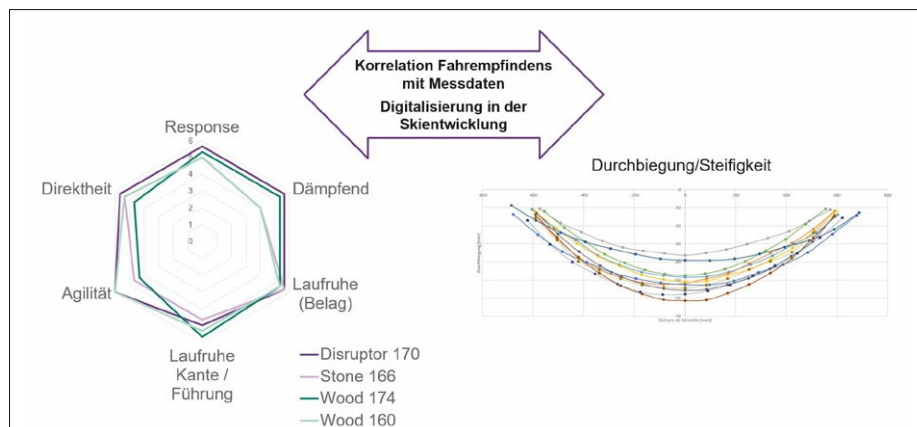 Korrelation Fahrempfindens
mit Messdaten
Digitalisierung in der
Skientwicklung
Response
6
5
4
3
2
1
0
Direktheit
Dämpfend
Agilität
Laufruhe
(Belag)
Laufruhe
Kante /
Führung
Disruptor 170
Stone 166
Wood 174
Wood 160
Durchbiegung/Steifigkeit